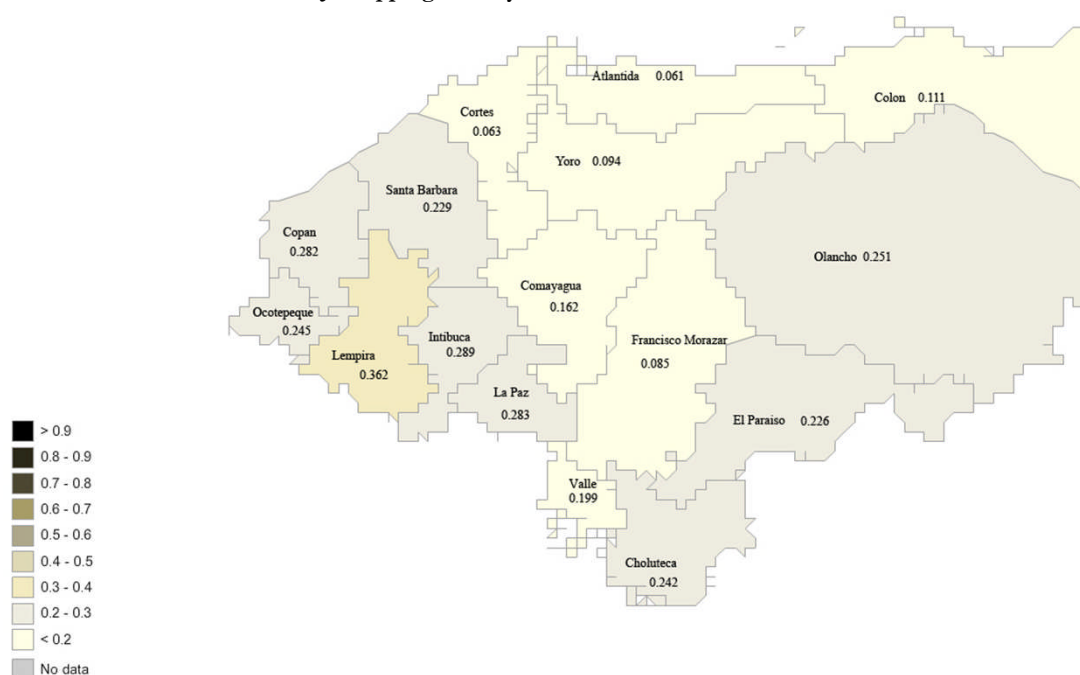 Atlantida 0.061
Colon 0.111
Cortes
0.063
Yoro 0.094
Santa Barbara
0.229
Copan
0.282
Olancho 0.251
Comayagua
0.162
Ocotepeque
0.245
Intibuca
0.289
Francisco Morazar
0.085
Lempira
0.362
La Paz
0.283
El Paraiso 0.226
Valle
0.199
Choluteca
0.242
> 0.9
0.8 - 0.9
0.7 - 0.8
0.6 - 0.7
0.5 - 0.6
0.4 - 0.5
0.3 - 0.4
0.2 - 0.3
< 0.2
No data